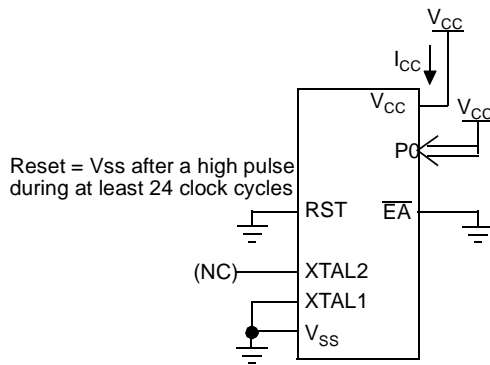 VCC
ICC
VCC
VCC
P0
Reset = Vss after a high pulse
during at least 24 clock cycles
RST
EA
(NC)
XTAL2
XTAL1
VSS